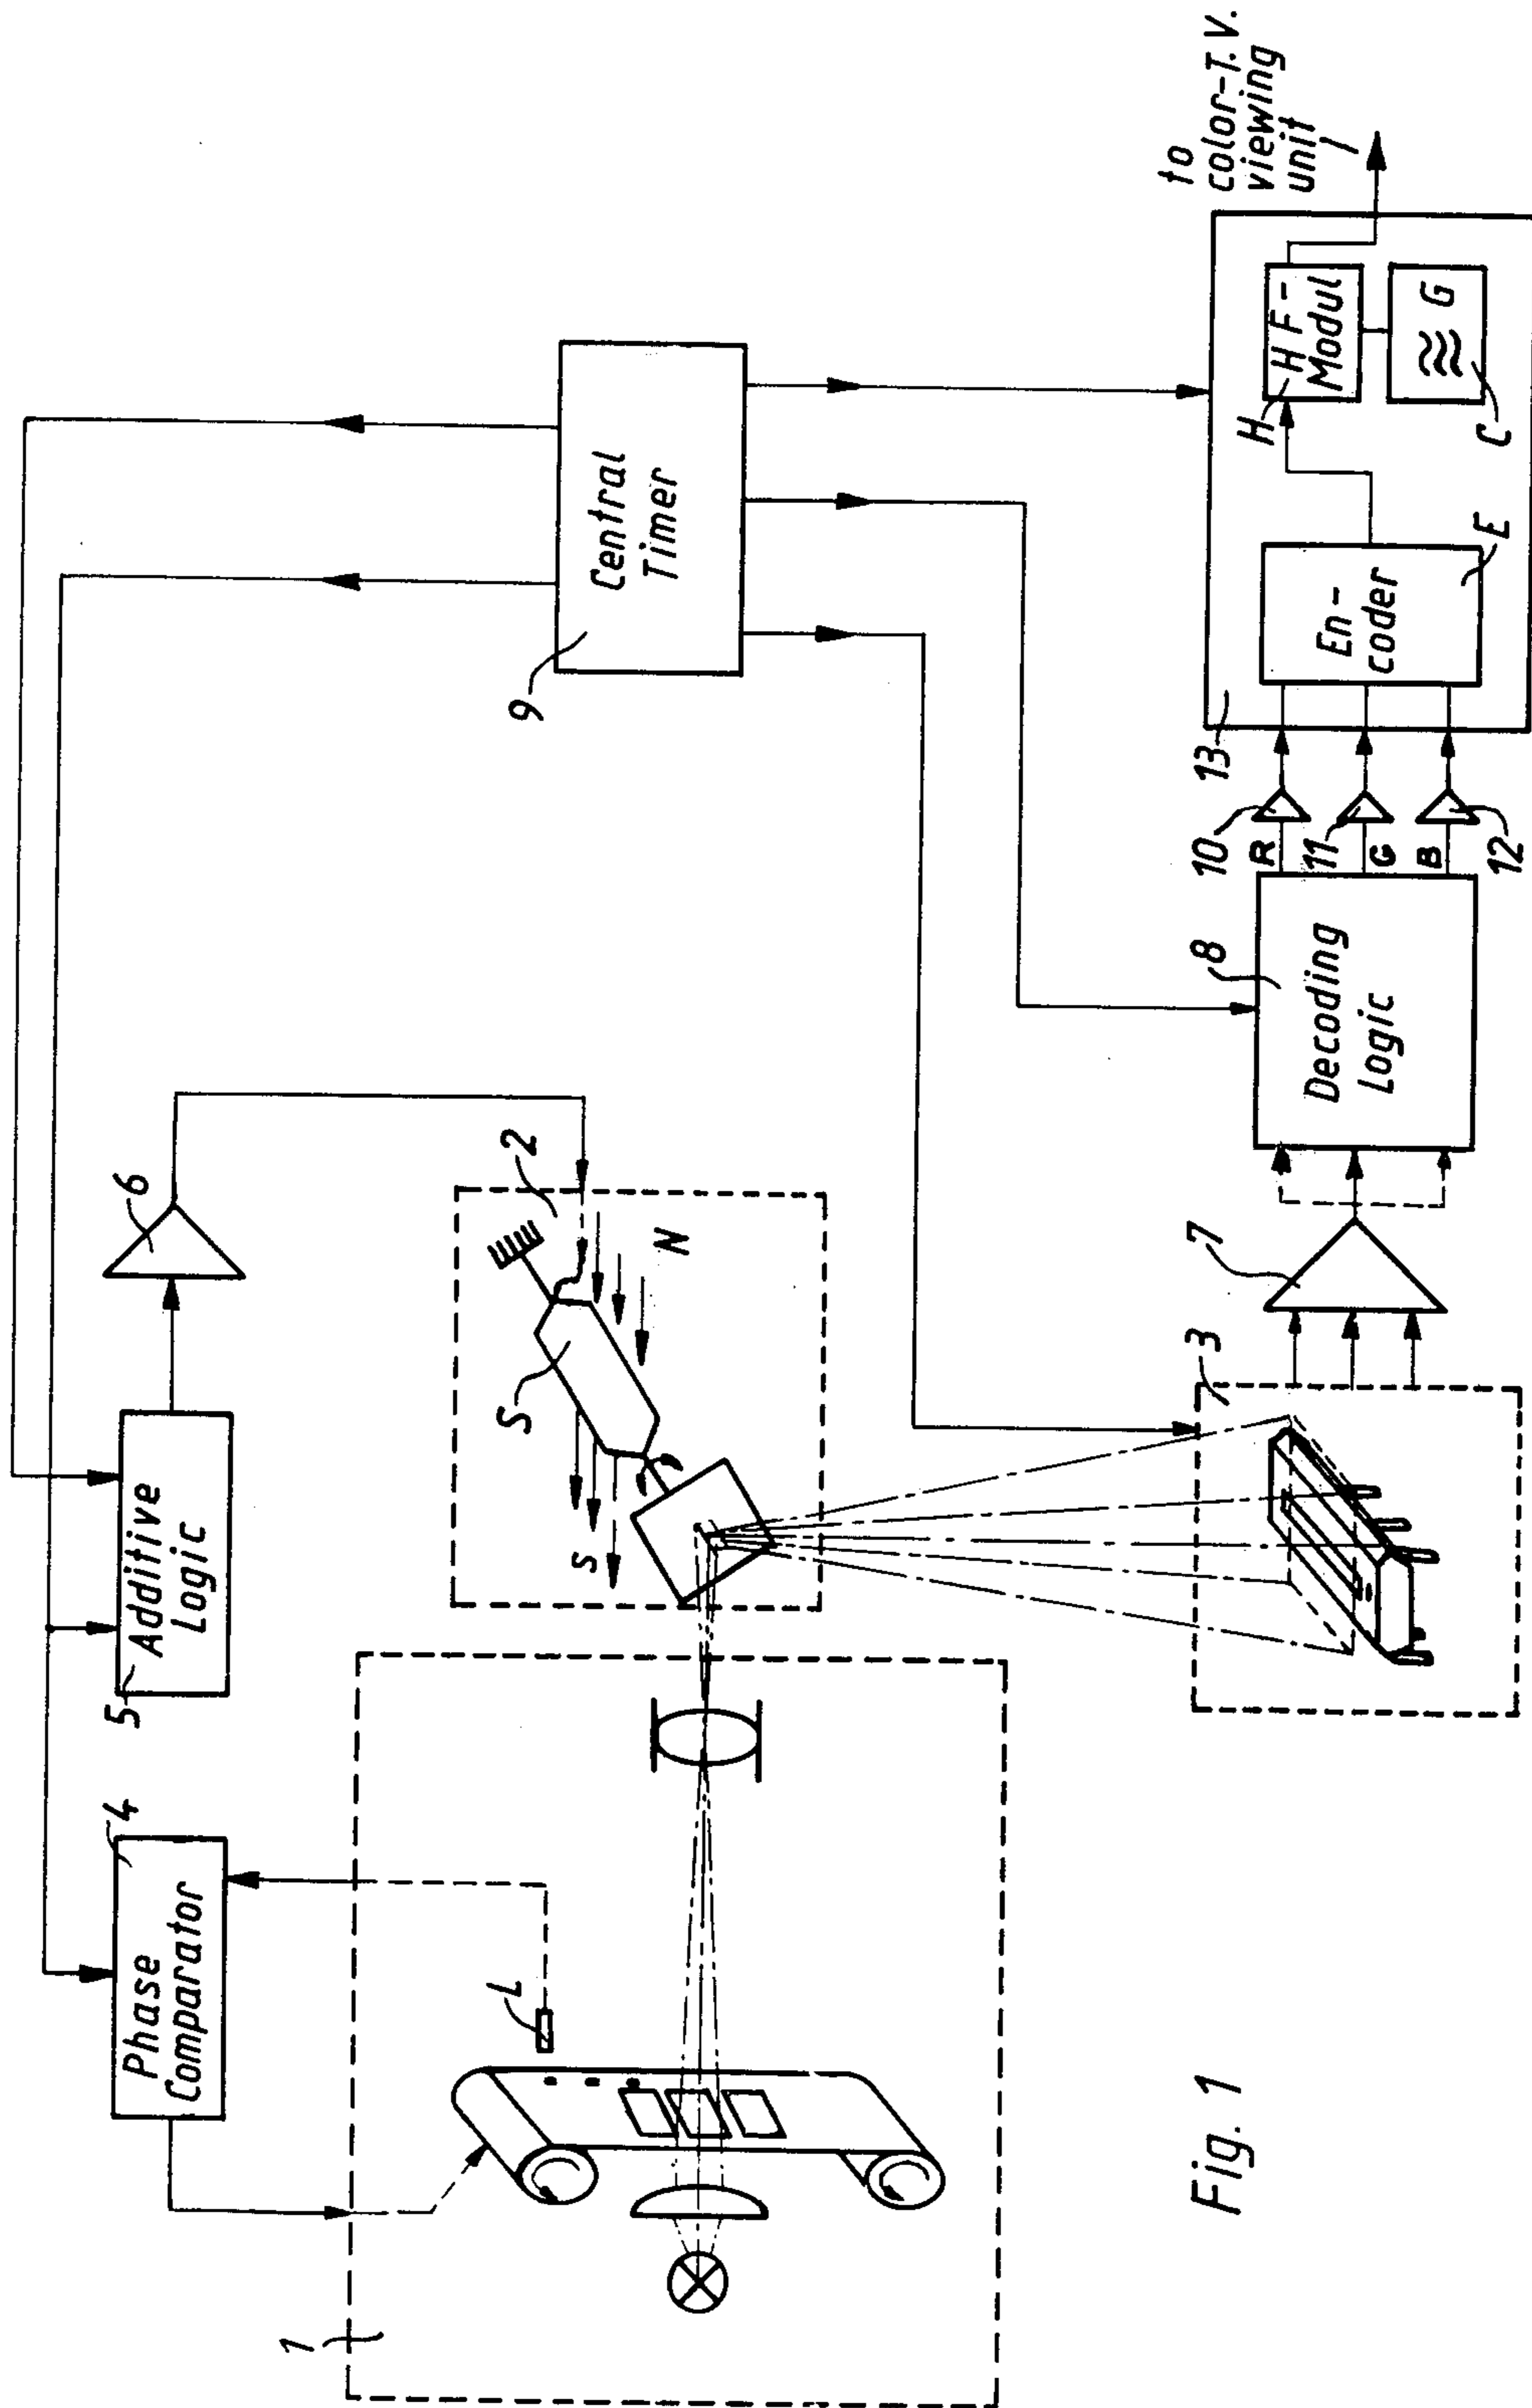 Phase
Comparator
4
5
Additive
Logic
6
1
L
S
2
S
N
9
Central
Timer
3
7
8
Decoding
Logic
10
R
11
G
B
12
13
En-
coder
E
H
HF-
Modul
G
C
to
color-T.V.
viewing
unit
Fig. 1